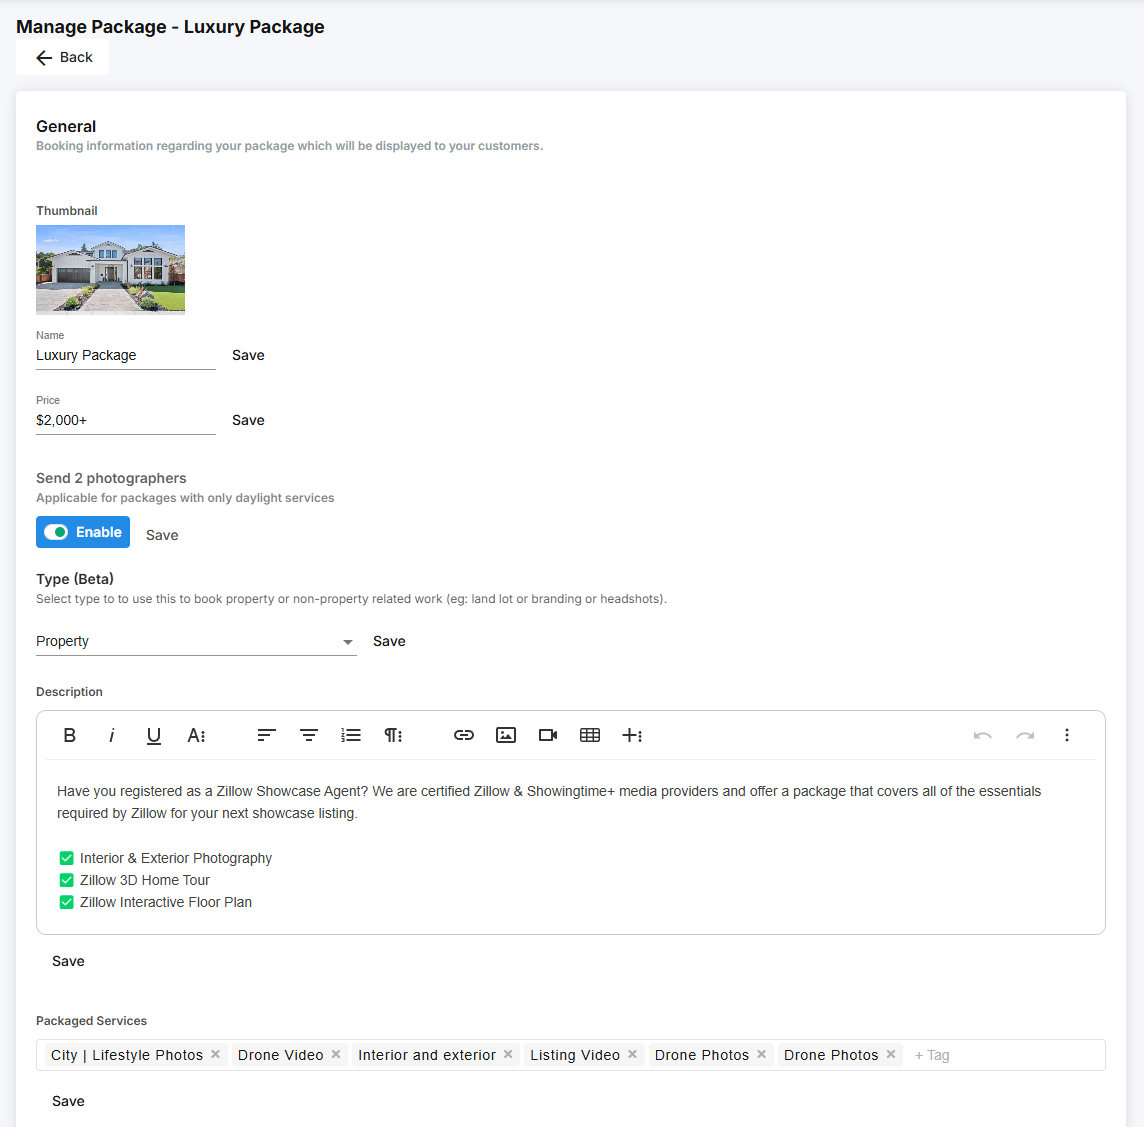 Manage Package - Luxury Package
Back
General
Booking information regarding your package which will be displayed to your customers.
Thumbnail
Name
Luxury Package
Save
Price
$2,000+
Save
Send 2 photographers
Applicable for packages with only daylight services
Enable
Save
Type (Beta)
Select type to to use this to book property or non-property related work (eg: land lot or branding or headshots).
Property
Save
Description
Have you registered as a Zillow Showcase Agent? We are certified Zillow & Showingtime+ media providers and offer a package that covers all of the essentials
required by Zillow for your next showcase listing.
✅ Interior & Exterior Photography
✅ Zillow 3D Home Tour
✅ Zillow Interactive Floor Plan
Save
Packaged Services
City | Lifestyle Photos × Drone Video × Interior and exterior × Listing Video × Drone Photos × Drone Photos × + Tag
Save